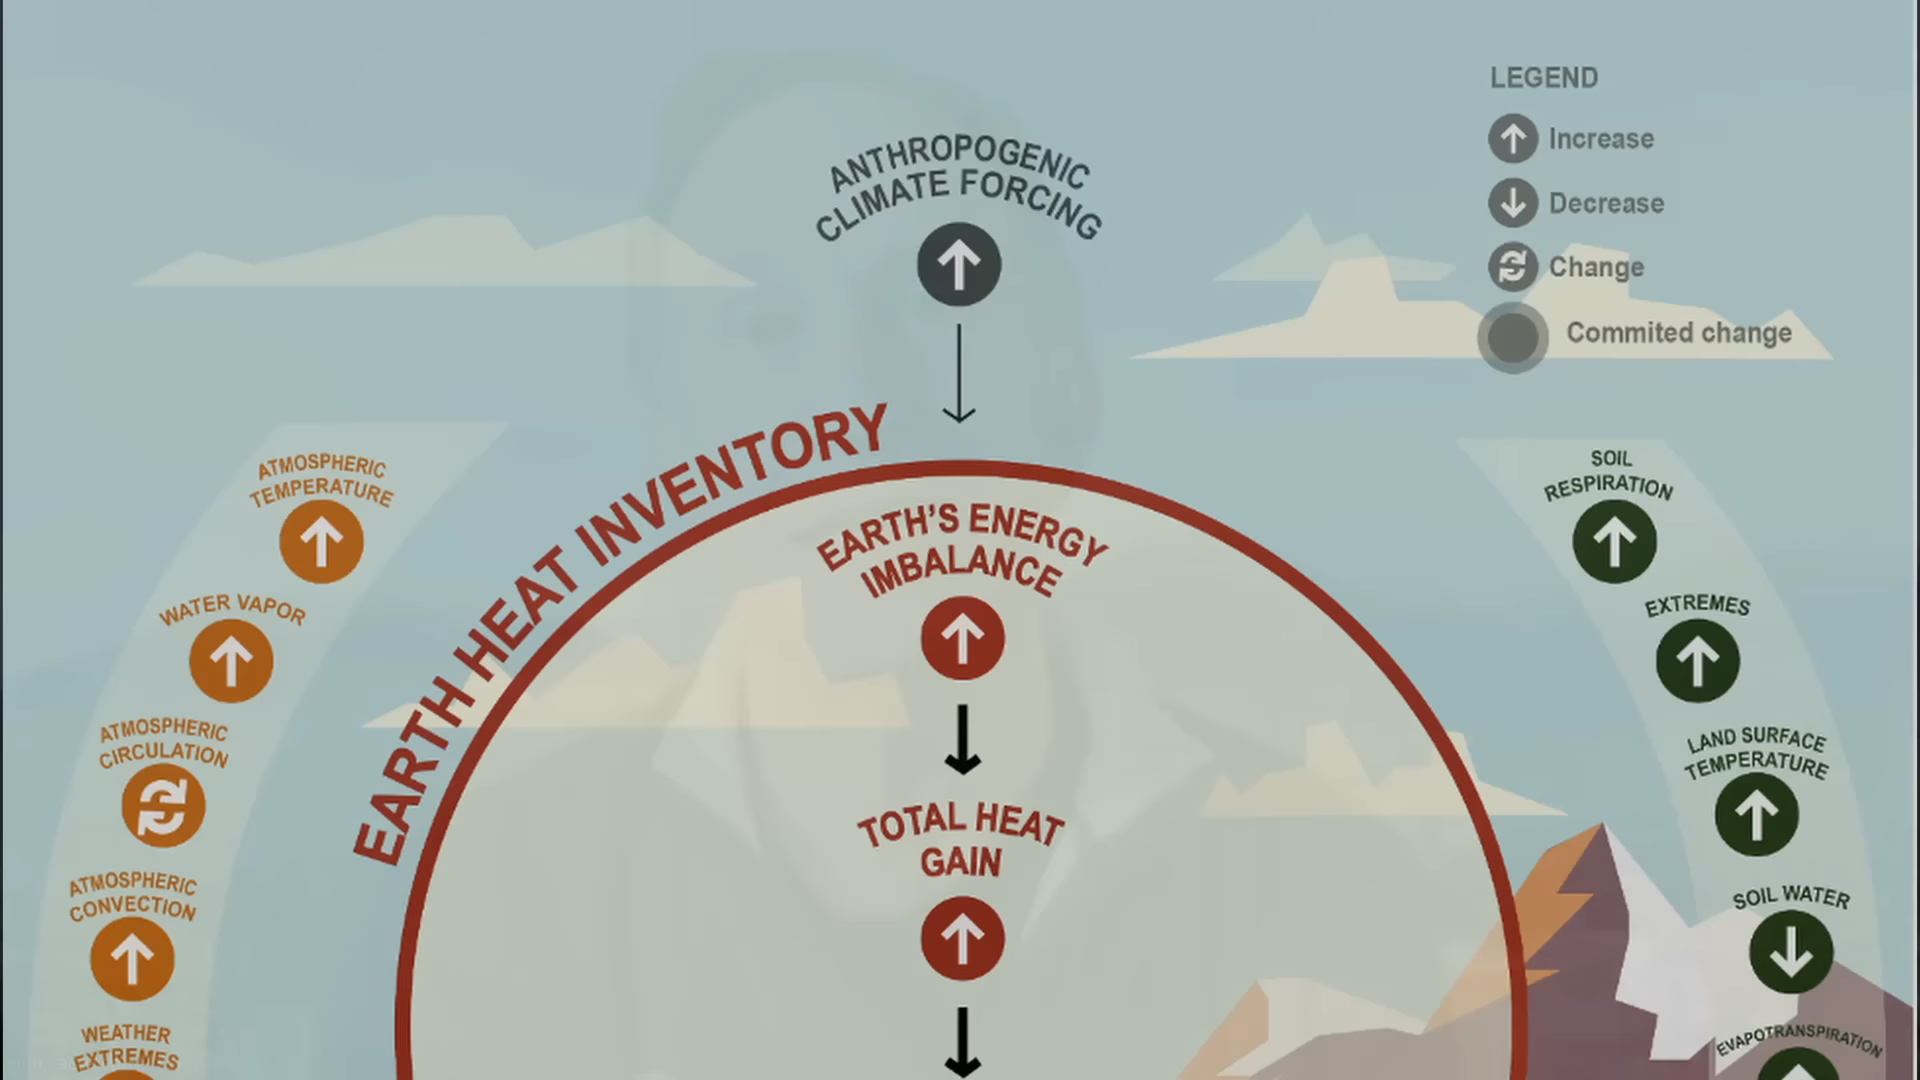 LEGEND
Increase
Decrease
Change
Commited change
ANTHROPOGENIC
CLIMATE FORCING
EARTH HEAT INVENTORY
EARTH'S ENERGY
IMBALANCE
TOTAL HEAT
GAIN
ATMOSPHERIC
TEMPERATURE
WATER VAPOR
ATMOSPHERIC
CIRCULATION
ATMOSPHERIC
CONVECTION
WEATHER
EXTREMES
SOIL
RESPIRATION
EXTREMES
LAND SURFACE
TEMPERATURE
SOIL WATER
EVAPOTRANSPIRATION